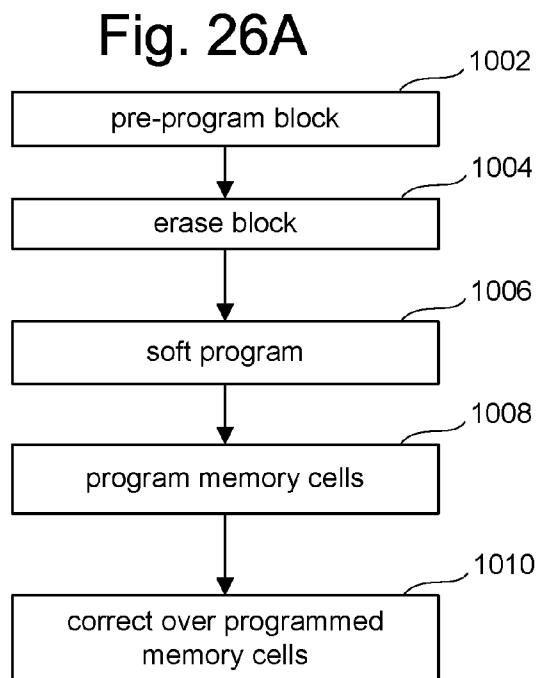 Fig. 26A
1002
pre-program block
1004
erase block
1006
soft program
1008
program memory cells
1010
correct over programmed
memory cells